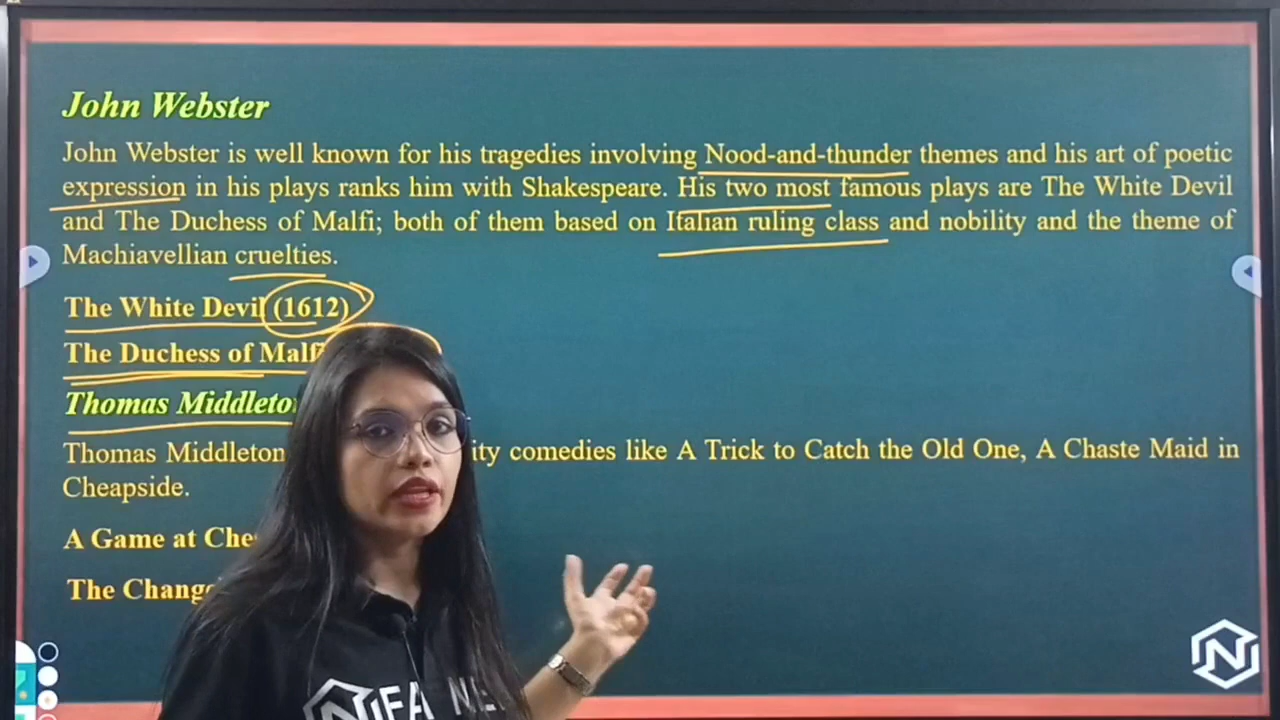 John Webster
John Webster is well known for his tragedies involving Nood-and-thunder themes and his art of poetic
expression in his plays ranks him with Shakespeare. His two most famous plays are The White Devil
and The Duchess of Malfi; both of them based on Italian ruling class and nobility and the theme of
Machiavellian cruelties.
The White Devil (1612)
The Duchess of Malfi
Thomas Middleto
Thomas Middleton ity comedies like A Trick to Catch the Old One, A Chaste Maid in
Cheapside.
A Game at Che
The Chang